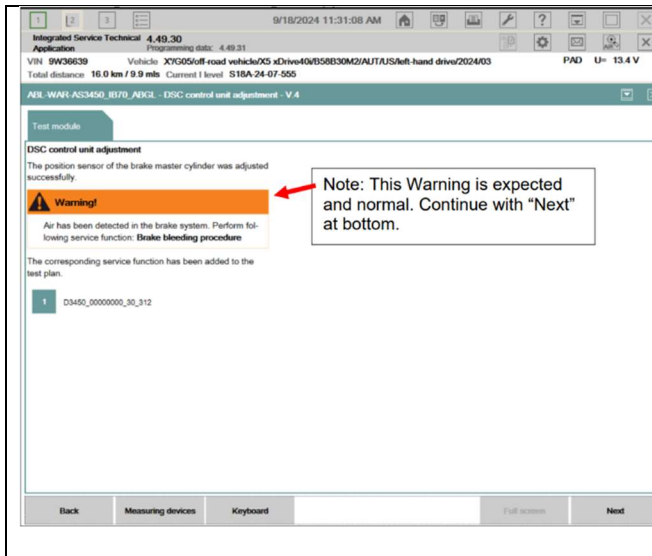 1 2 3 9/18/2024 11:31:08 AM ?
Integrated Service Technical 4.49.30
Application Programming data: 4.49.31
VIN 9W36639 Vehicle X'/G05/off-road vehicle/X5 xDrive40i/B58B30M2/AUT/US/left-hand drive/2024/03 PAD U= 13.4 V
Total distance 16.0 km / 9.9 mls Current I level S18A-24-07-555
ABL-WAR-AS3450_IB70_ABGL - DSC control unit adjustment - V.4
Test module
DSC control unit adjustment
The position sensor of the brake master cylinder was adjusted
successfully.
Warning!
Air has been detected in the brake system. Perform fol-
lowing service function: Brake bleeding procedure
The corresponding service function has been added to the
test plan.
1 D3450_00000000_30_312
Note: This Warning is expected
and normal. Continue with “Next”
at bottom.
Back Measuring devices Keyboard Full screen Next